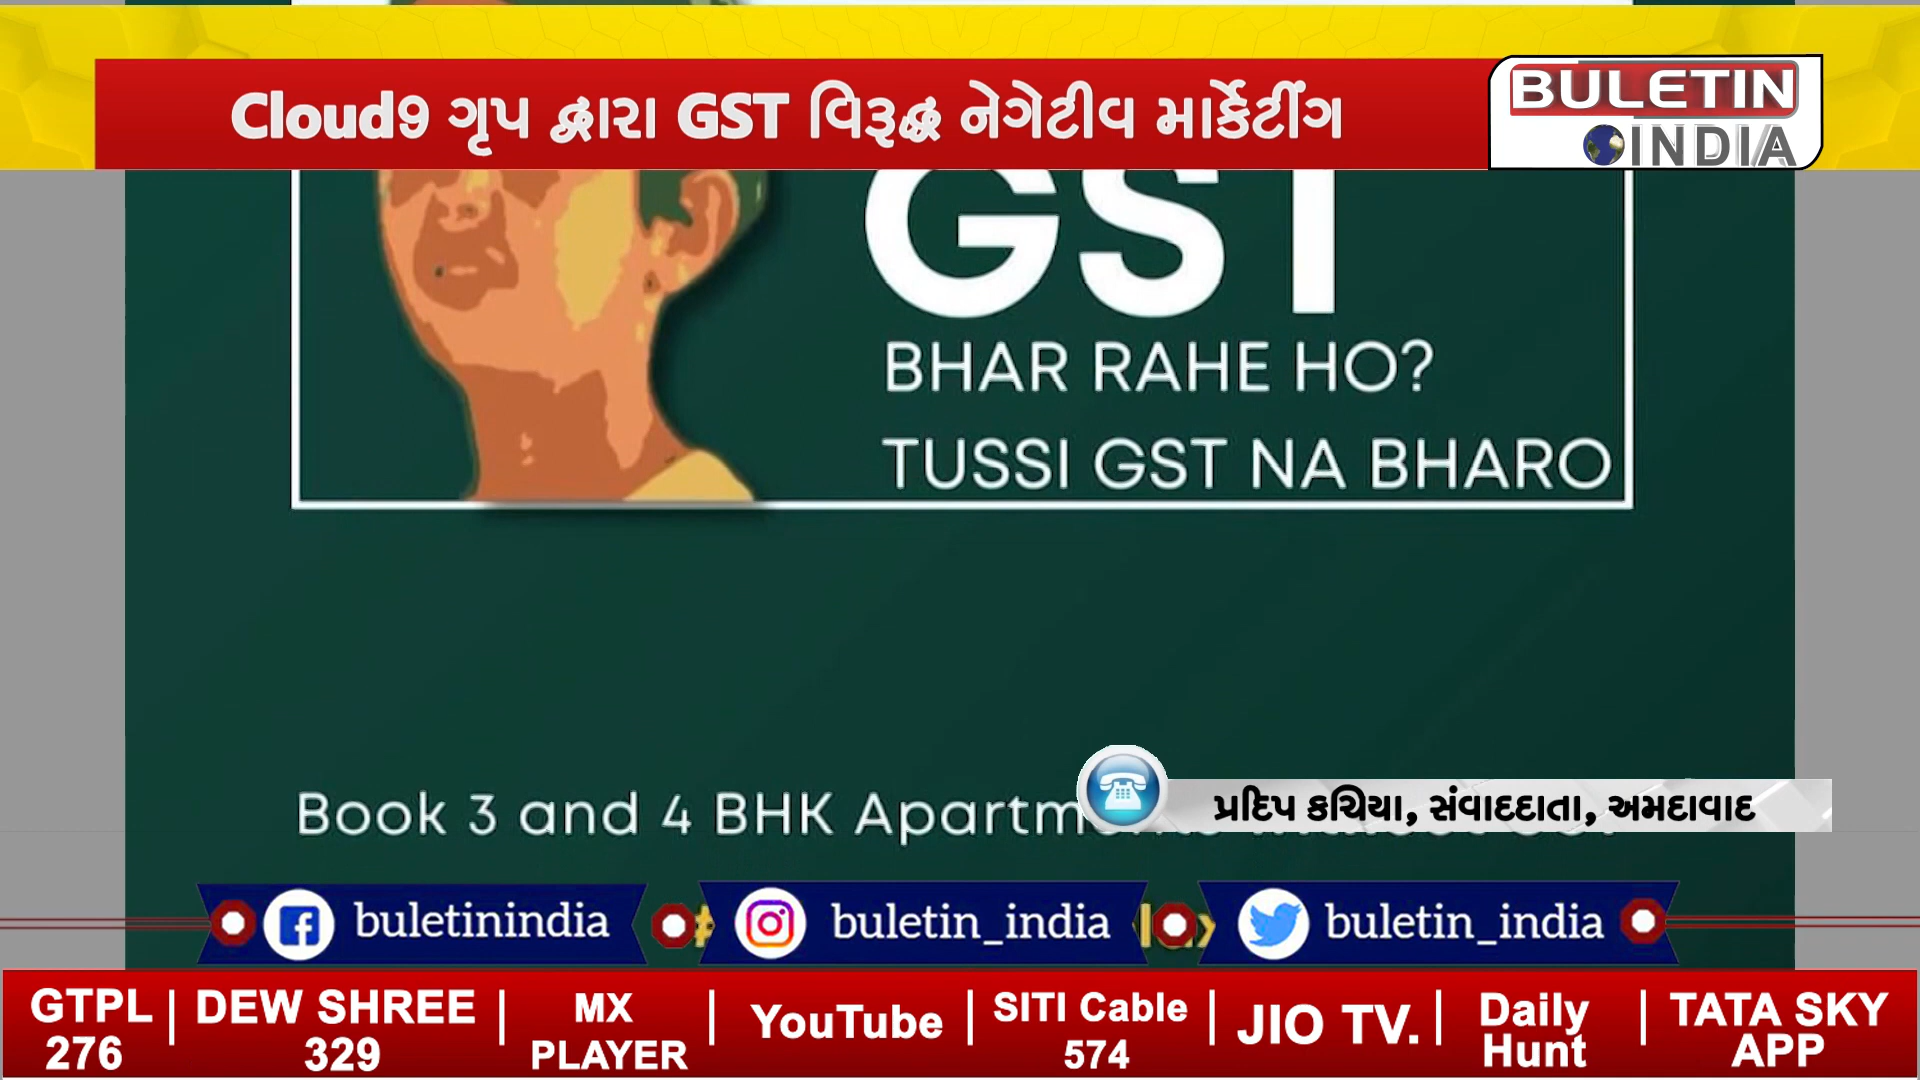 Cloud9 ગૃપ દ્વારા GST વિરૂદ્ધ નેગેટીવ માર્કેટીંગ
BULETIN
INDIA
GST
BHAR RAHE HO?
TUSSI GST NA BHARO
Book 3 and 4 BHK
પ્રદિપ કચિયા, સંવાદદાતા, અમદાવાદ
buletinindia
buletin_india
buletin_india
GTPL 276 | DEW SHREE 329 | MX PLAYER | YouTube | SITI Cable 574 | JIO TV. | Daily Hunt | TATA SKY APP